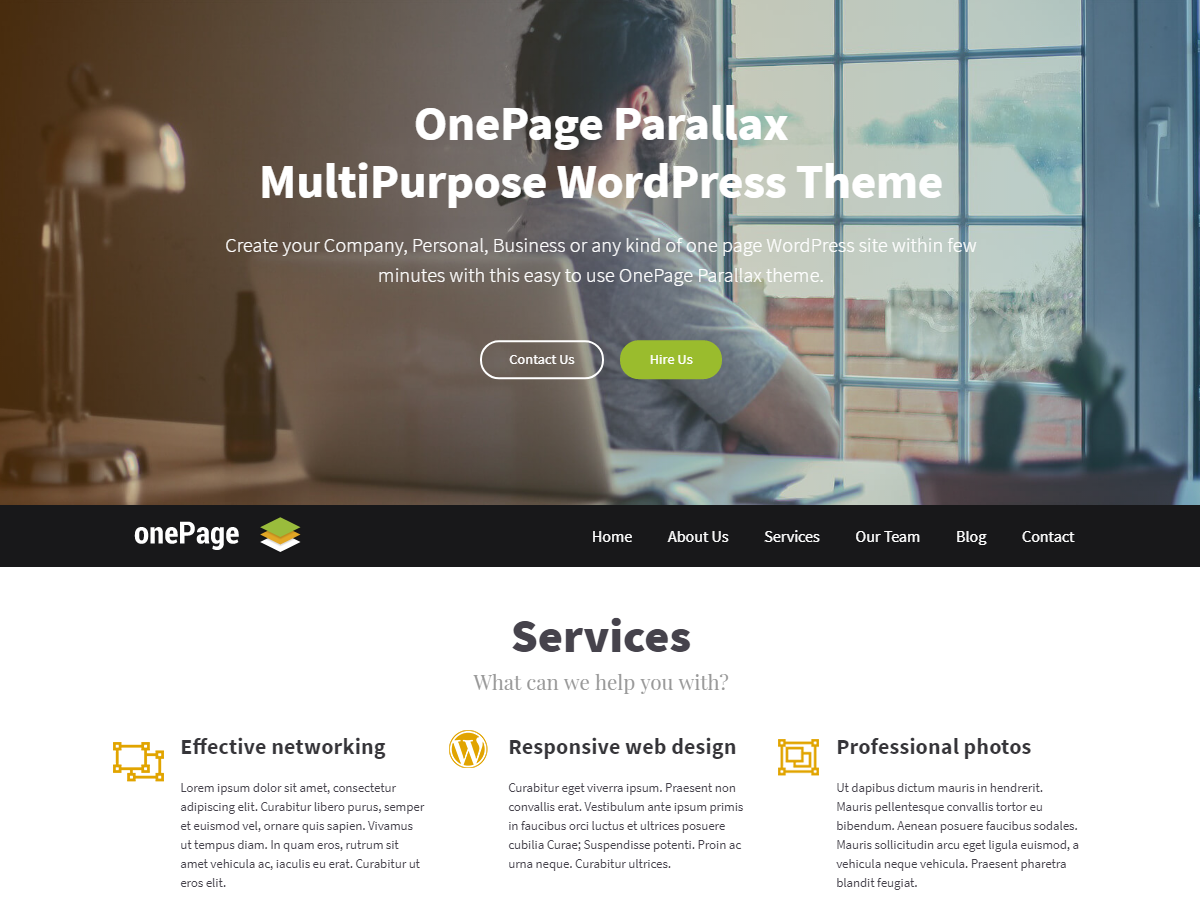 OnePage Parallax
MultiPurpose WordPress Theme
Create your Company, Personal, Business or any kind of one page WordPress site within few
minutes with this easy to use OnePage Parallax theme.
Contact Us
Hire Us
onePage
Home
About Us
Services
Our Team
Blog
Contact
Services
What can we help you with?
Effective networking
Lorem ipsum dolor sit amet, consectetur
adipiscing elit. Curabitur libero purus, semper
et euismod vel, ornare quis sapien. Vivamus
ut tempus diam. In quam eros, rutrum sit
amet vehicula ac, iaculis eu erat. Curabitur ut
eros elit.
Responsive web design
Curabitur eget viverra ipsum. Praesent non
convallis erat. Vestibulum ante ipsum primis
in faucibus orci luctus et ultrices posuere
cubilia Curae; Suspendisse potenti. Proin ac
urna neque. Curabitur ultrices.
Professional photos
Ut dapibus dictum mauris in hendrerit.
Mauris pellentesque convallis tortor eu
bibendum. Aenean posuere faucibus sodales.
Mauris sollicitudin arcu eget ligula euismod, a
vehicula neque vehicula. Praesent pharetra
blandit feugiat.